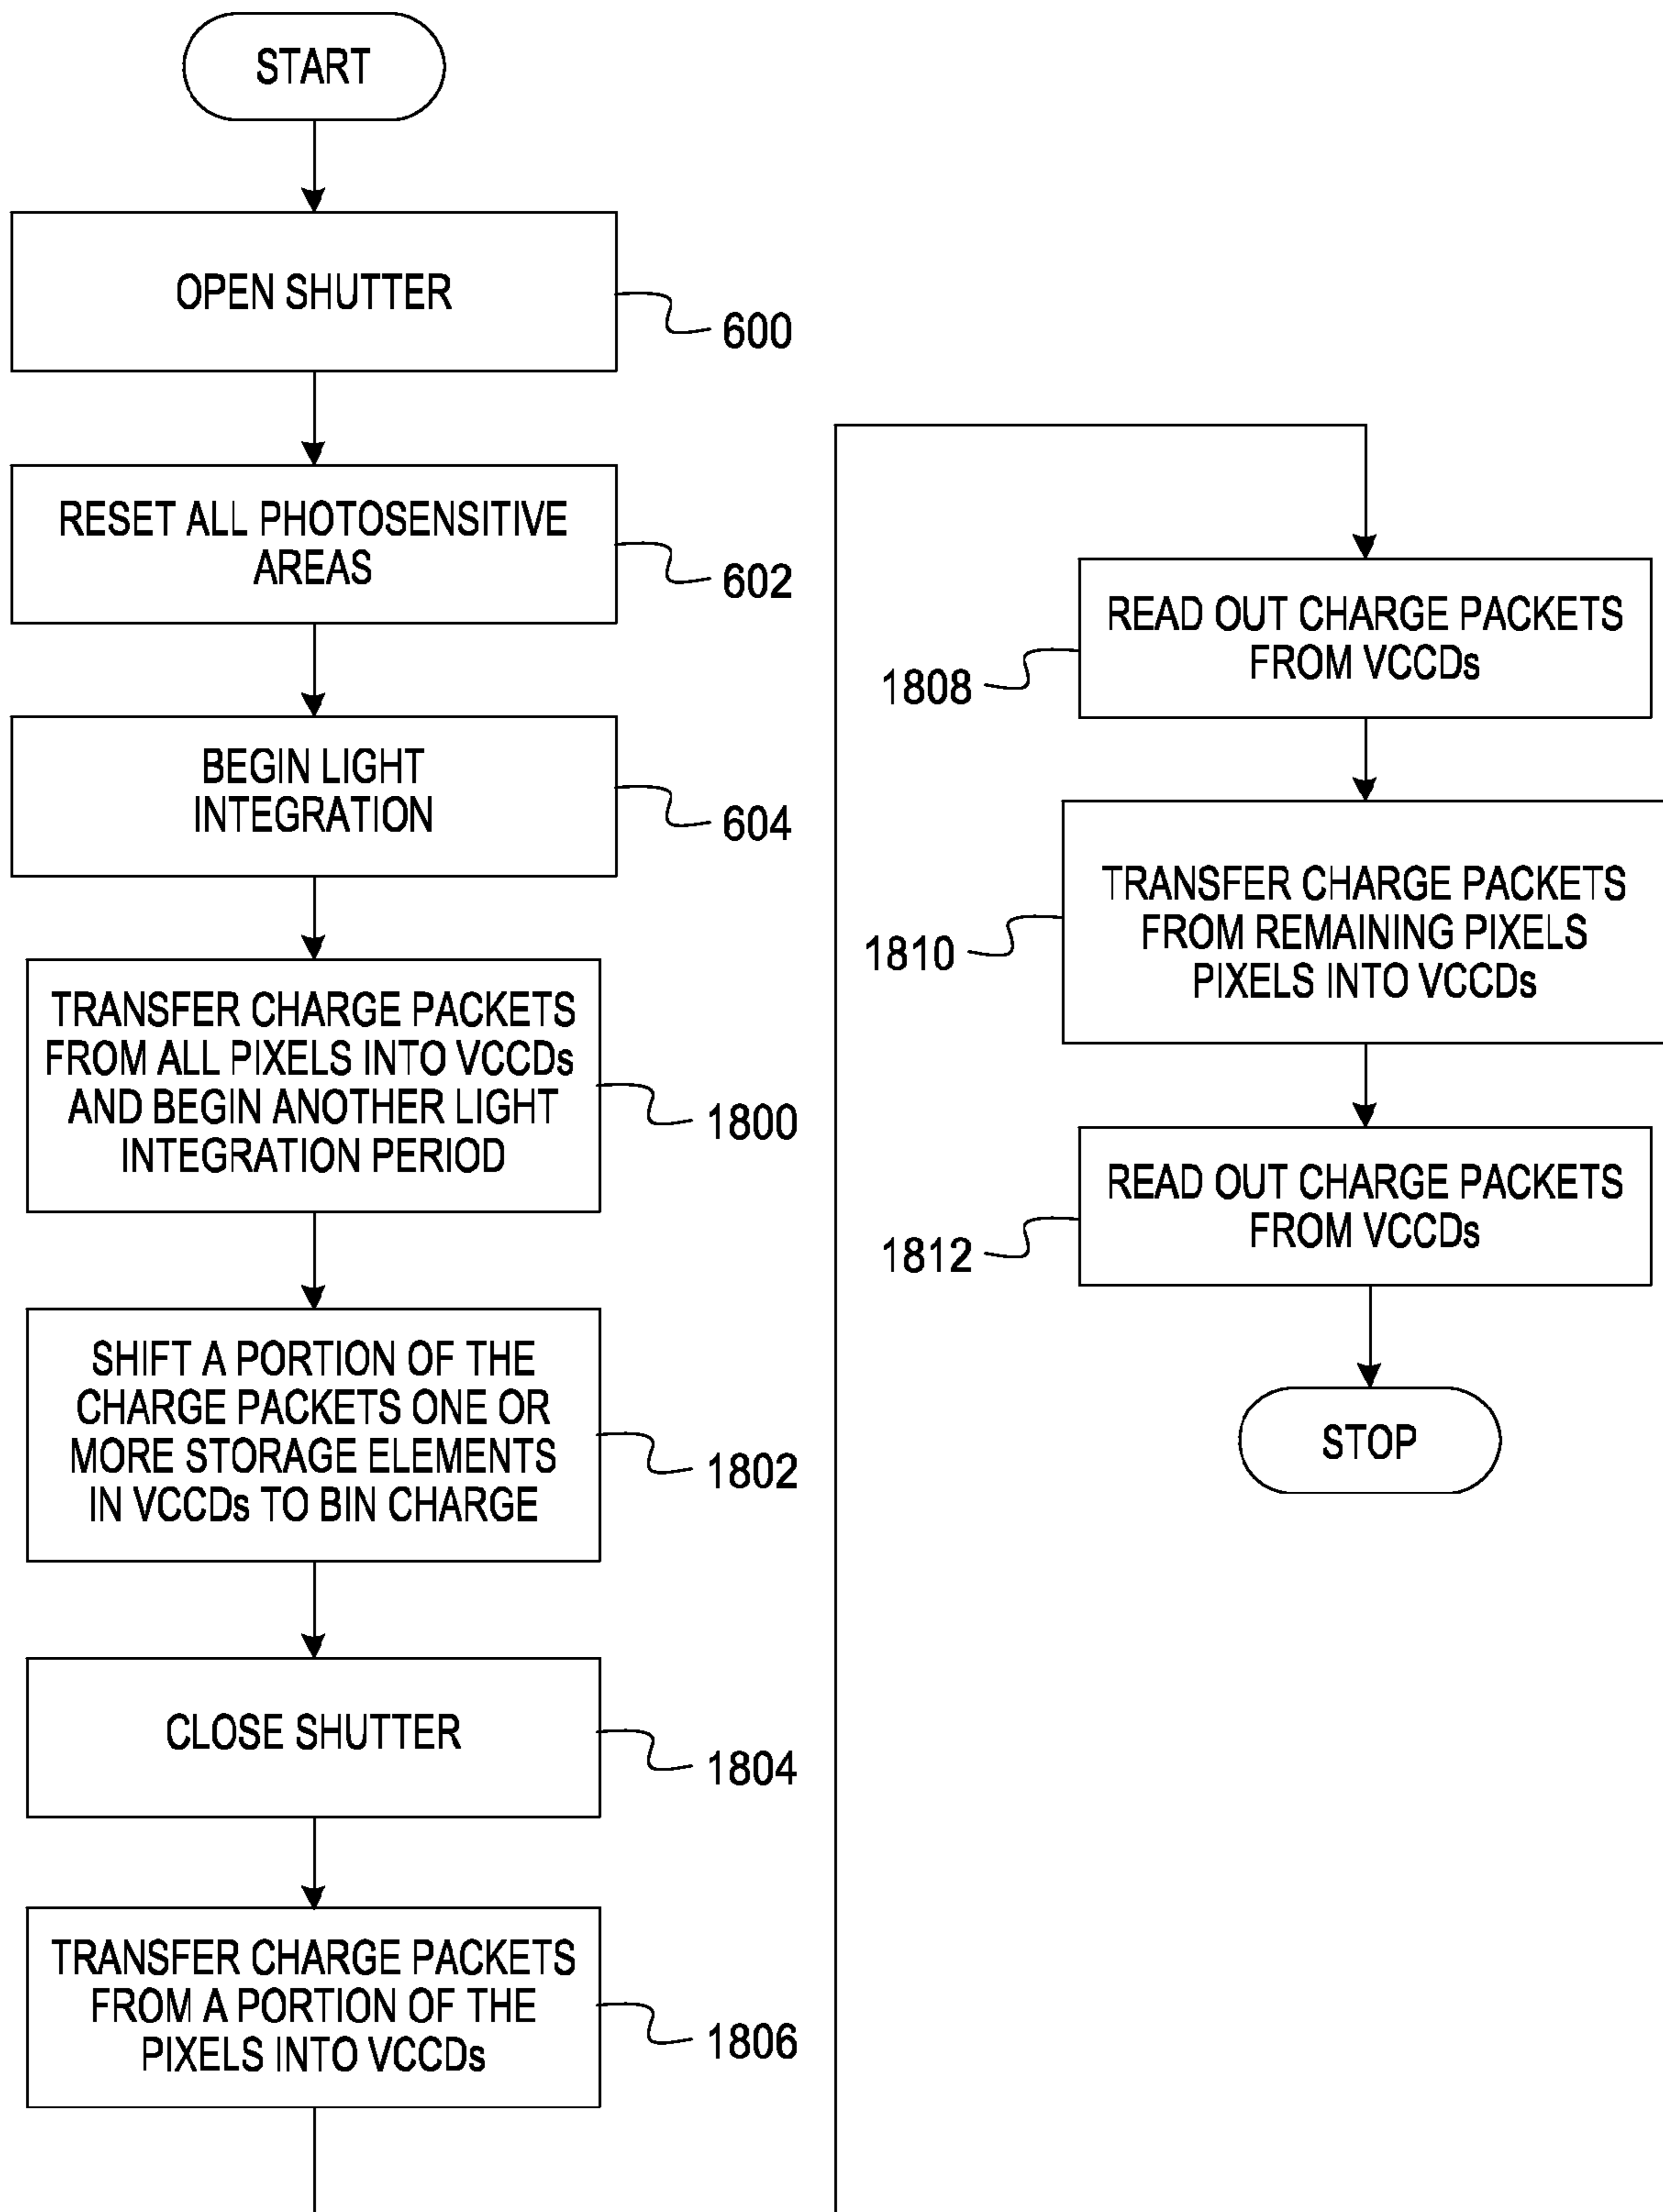 START
OPEN SHUTTER
600
RESET ALL PHOTOSENSITIVE
AREAS
602
BEGIN LIGHT
INTEGRATION
604
TRANSFER CHARGE PACKETS
FROM ALL PIXELS INTO VCCDs
AND BEGIN ANOTHER LIGHT
INTEGRATION PERIOD
1800
SHIFT A PORTION OF THE
CHARGE PACKETS ONE OR
MORE STORAGE ELEMENTS
IN VCCDs TO BIN CHARGE
1802
CLOSE SHUTTER
1804
TRANSFER CHARGE PACKETS
FROM A PORTION OF THE
PIXELS INTO VCCDs
1806
READ OUT CHARGE PACKETS
FROM VCCDs
1808
TRANSFER CHARGE PACKETS
FROM REMAINING PIXELS
PIXELS INTO VCCDs
1810
READ OUT CHARGE PACKETS
FROM VCCDs
1812
STOP